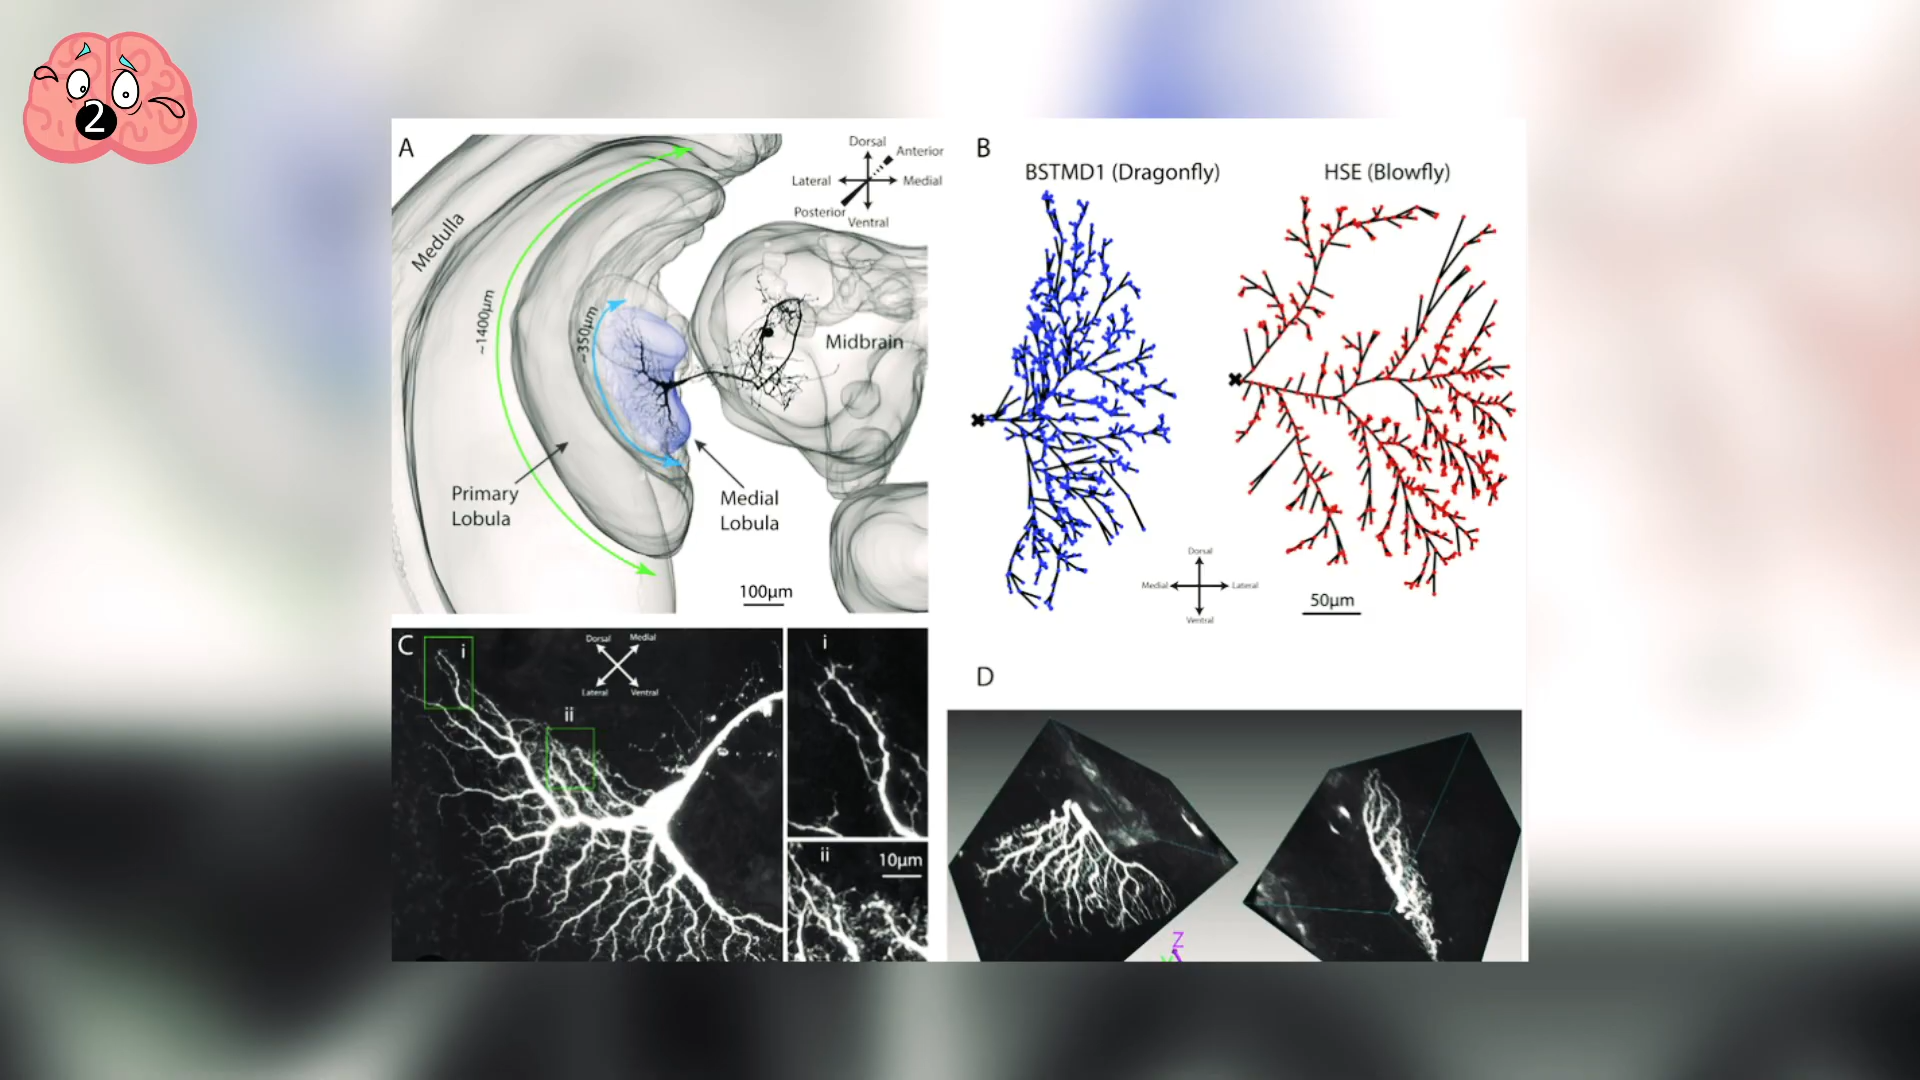 2
A
Dorsal
Anterior
Lateral
Medial
Posterior
Ventral
Medulla
~1400µm
~350µm
Midbrain
Primary
Lobula
Medial
Lobula
100µm
B
BSTMD1 (Dragonfly)
HSE (Blowfly)
Dorsal
Medial
Lateral
Ventral
50µm
C
i
Dorsal
Medial
Lateral
Ventral
ii
i
ii
10µm
D
Z